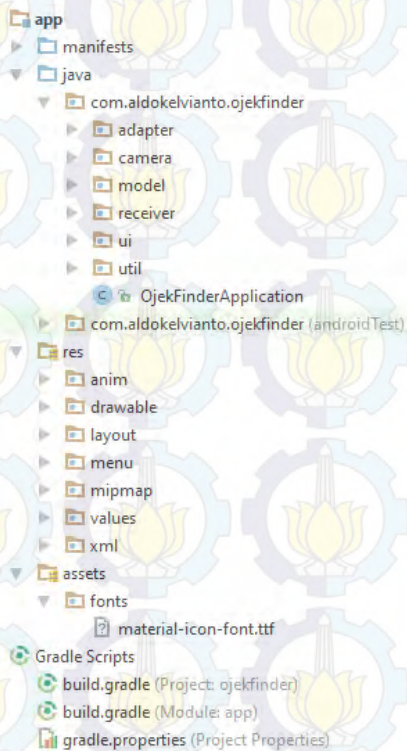 app
manifests
java
com.aldokelvianto.ojekfinder
adapter
camera
model
receiver
ui
util
C OjekFinderApplication
com.aldokelvianto.ojekfinder (androidTest)
res
anim
drawable
layout
menu
mipmap
values
xml
assets
fonts
? material-icon-font.ttf
Gradle Scripts
build.gradle (Project: ojekfinder)
build.gradle (Module: app)
gradle.properties (Project Properties)